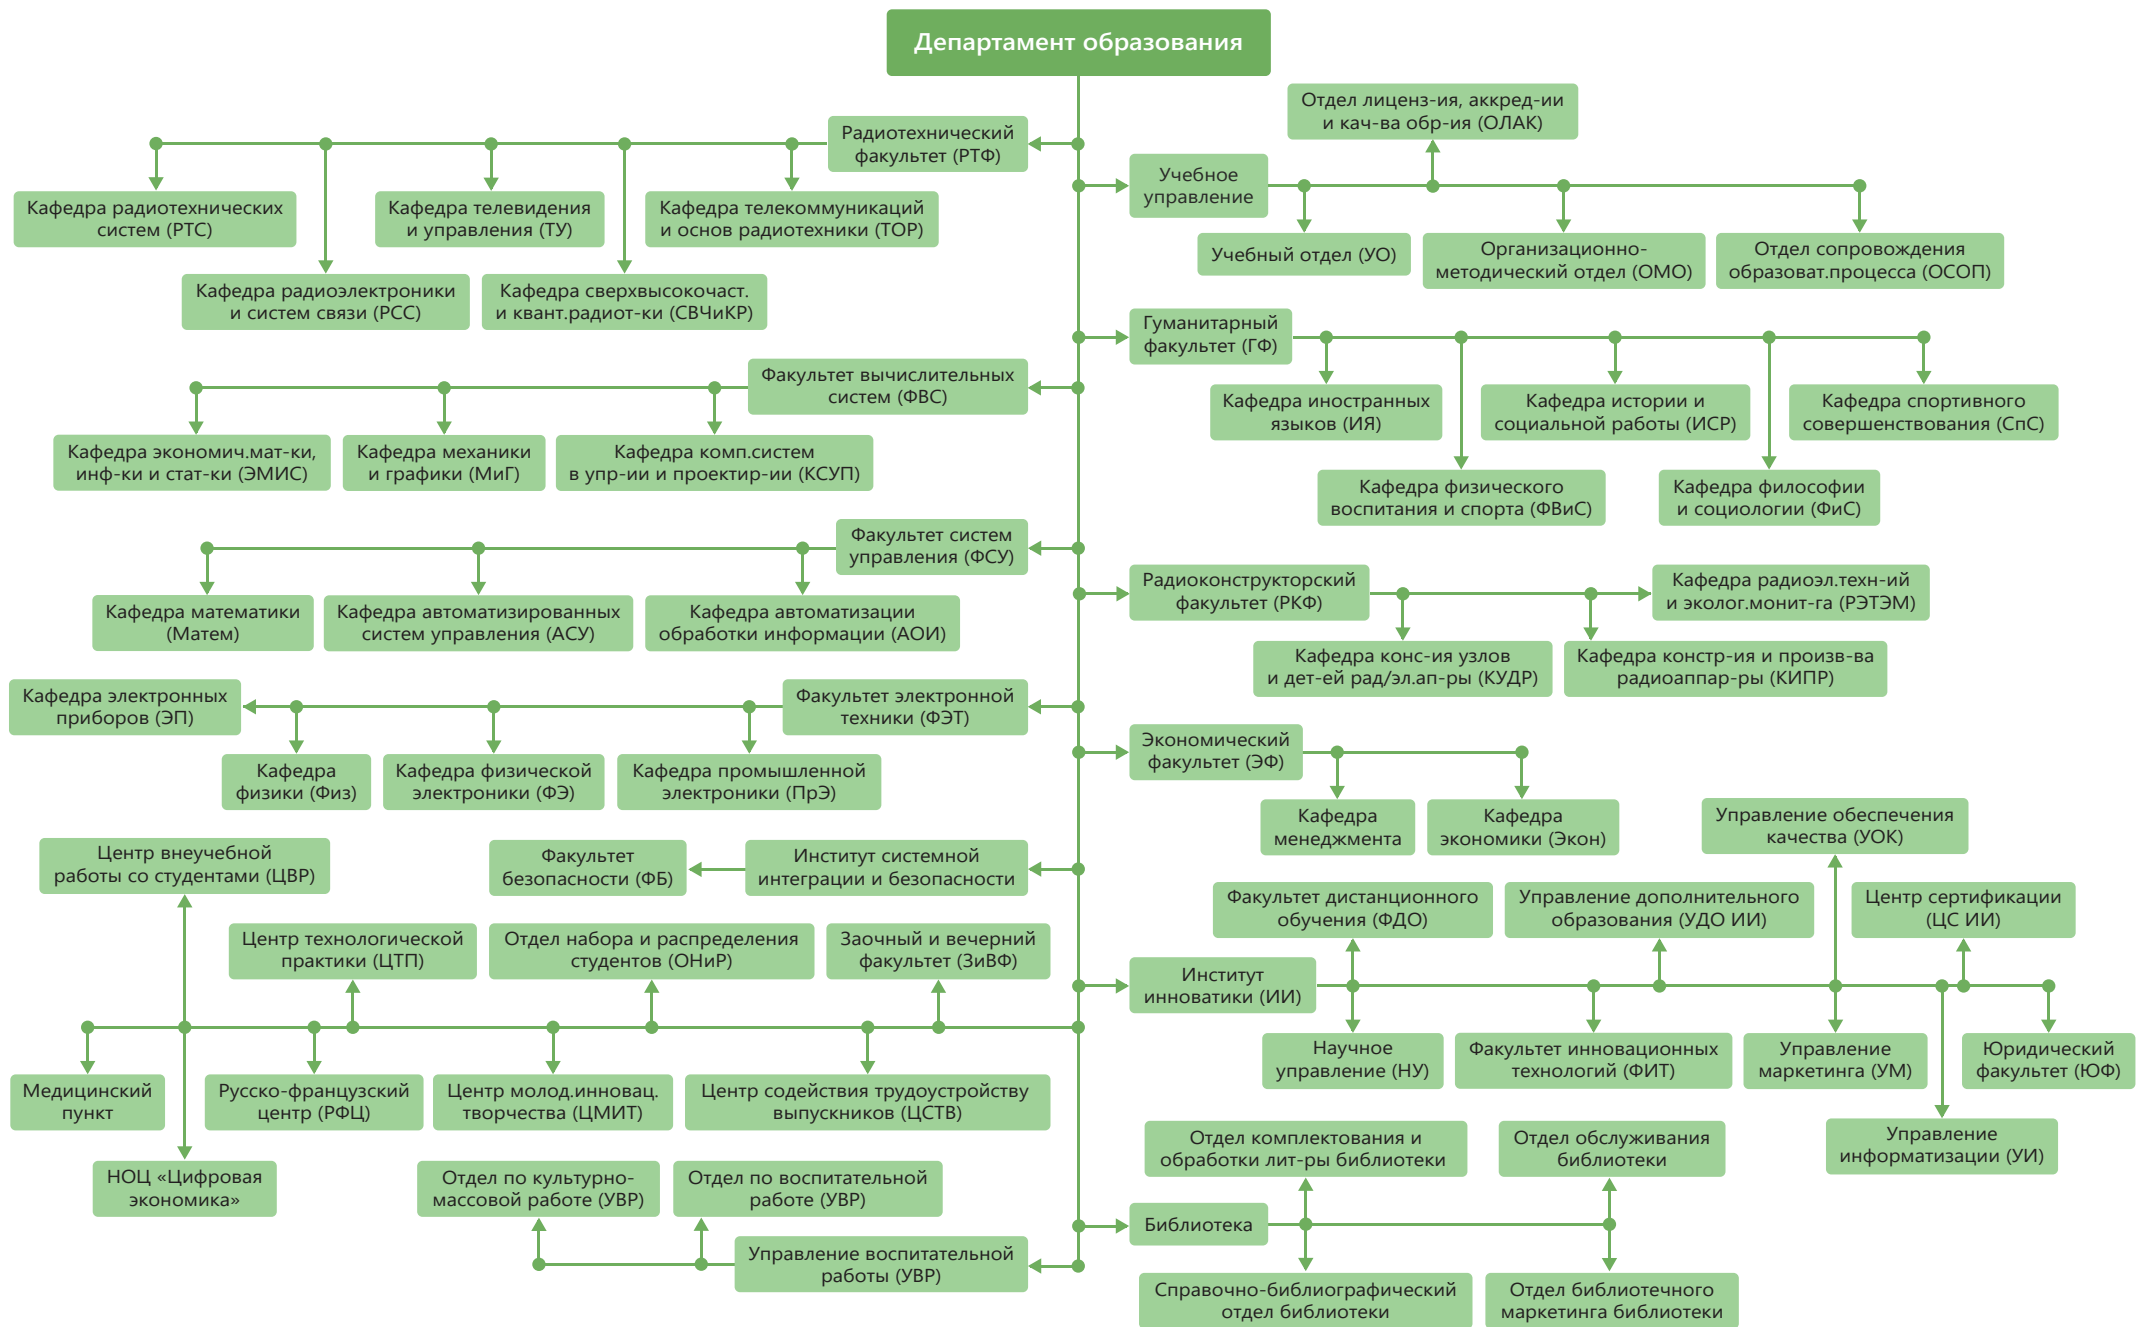 Департамент образования
Радиотехнический
факультет (РТФ)
Кафедра радиотехнических
систем (РТС)
Кафедра телевидения
и управления (ТУ)
Кафедра телекоммуникаций
и основ радиотехники (ТОР)
Кафедра радиоэлектроники
и систем связи (РСС)
Кафедра сверхвысокочаст.
и квант.радиот-ки (СВЧиКР)
Факультет вычислительных
систем (ФВС)
Кафедра экономич.мат-ки,
инф-ки и стат-ки (ЭМИС)
Кафедра механики
и графики (МиГ)
Кафедра комп.систем
в упр-ии и проектир-ии (КСУП)
Факультет систем
управления (ФСУ)
Кафедра математики
(Матем)
Кафедра автоматизированных
систем управления (АСУ)
Кафедра автоматизации
обработки информации (АОИ)
Кафедра электронных
приборов (ЭП)
Факультет электронной
техники (ФЭТ)
Кафедра
физики (Физ)
Кафедра физической
электроники (ФЭ)
Кафедра промышленной
электроники (ПрЭ)
Центр внеучебной
работы со студентами (ЦВР)
Факультет
безопасности (ФБ)
Институт системной
интеграции и безопасности
Центр технологической
практики (ЦТП)
Отдел набора и распределения
студентов (ОНиР)
Заочный и вечерний
факультет (ЗиВФ)
Медицинский
пункт
Русско-французский
центр (РФЦ)
Центр молод.инновац.
творчества (ЦМИТ)
Центр содействия трудоустройству
выпускников (ЦСТВ)
НОЦ «Цифровая
экономика»
Отдел по культурно-
массовой работе (УВР)
Отдел по воспитательной
работе (УВР)
Управление воспитательной
работы (УВР)
Отдел лиценз-ия, аккред-ии
и кач-ва обр-ия (ОЛАК)
Учебное
управление
Учебный отдел (УО)
Организационно-
методический отдел (ОМО)
Отдел сопровождения
образоват.процесса (ОСОП)
Гуманитарный
факультет (ГФ)
Кафедра иностранных
языков (ИЯ)
Кафедра истории и
социальной работы (ИСР)
Кафедра спортивного
совершенствования (СпС)
Кафедра физического
воспитания и спорта (ФВиС)
Кафедра философии
и социологии (ФиС)
Радиоконструкторский
факультет (РКФ)
Кафедра радиоэл.техн-ий
и эколог.монит-га (РЭТЭМ)
Кафедра конс-ия узлов
и дет-ей рад/эл.ап-ры (КУДР)
Кафедра констр-ия и произв-ва
радиоаппар-ры (КИПР)
Экономический
факультет (ЭФ)
Кафедра
менеджмента
Кафедра
экономики (Экон)
Управление обеспечения
качества (УОК)
Факультет дистанционного
обучения (ФДО)
Управление дополнительного
образования (УДО ИИ)
Центр сертификации
(ЦС ИИ)
Институт
инноватики (ИИ)
Научное
управление (НУ)
Факультет инновационных
технологий (ФИТ)
Управление
маркетинга (УМ)
Юридический
факультет (ЮФ)
Управление
информатизации (УИ)
Отдел комплектования и
обработки лит-ры библиотеки
Отдел обслуживания
библиотеки
Библиотека
Справочно-библиографический
отдел библиотеки
Отдел библиотечного
маркетинга библиотеки